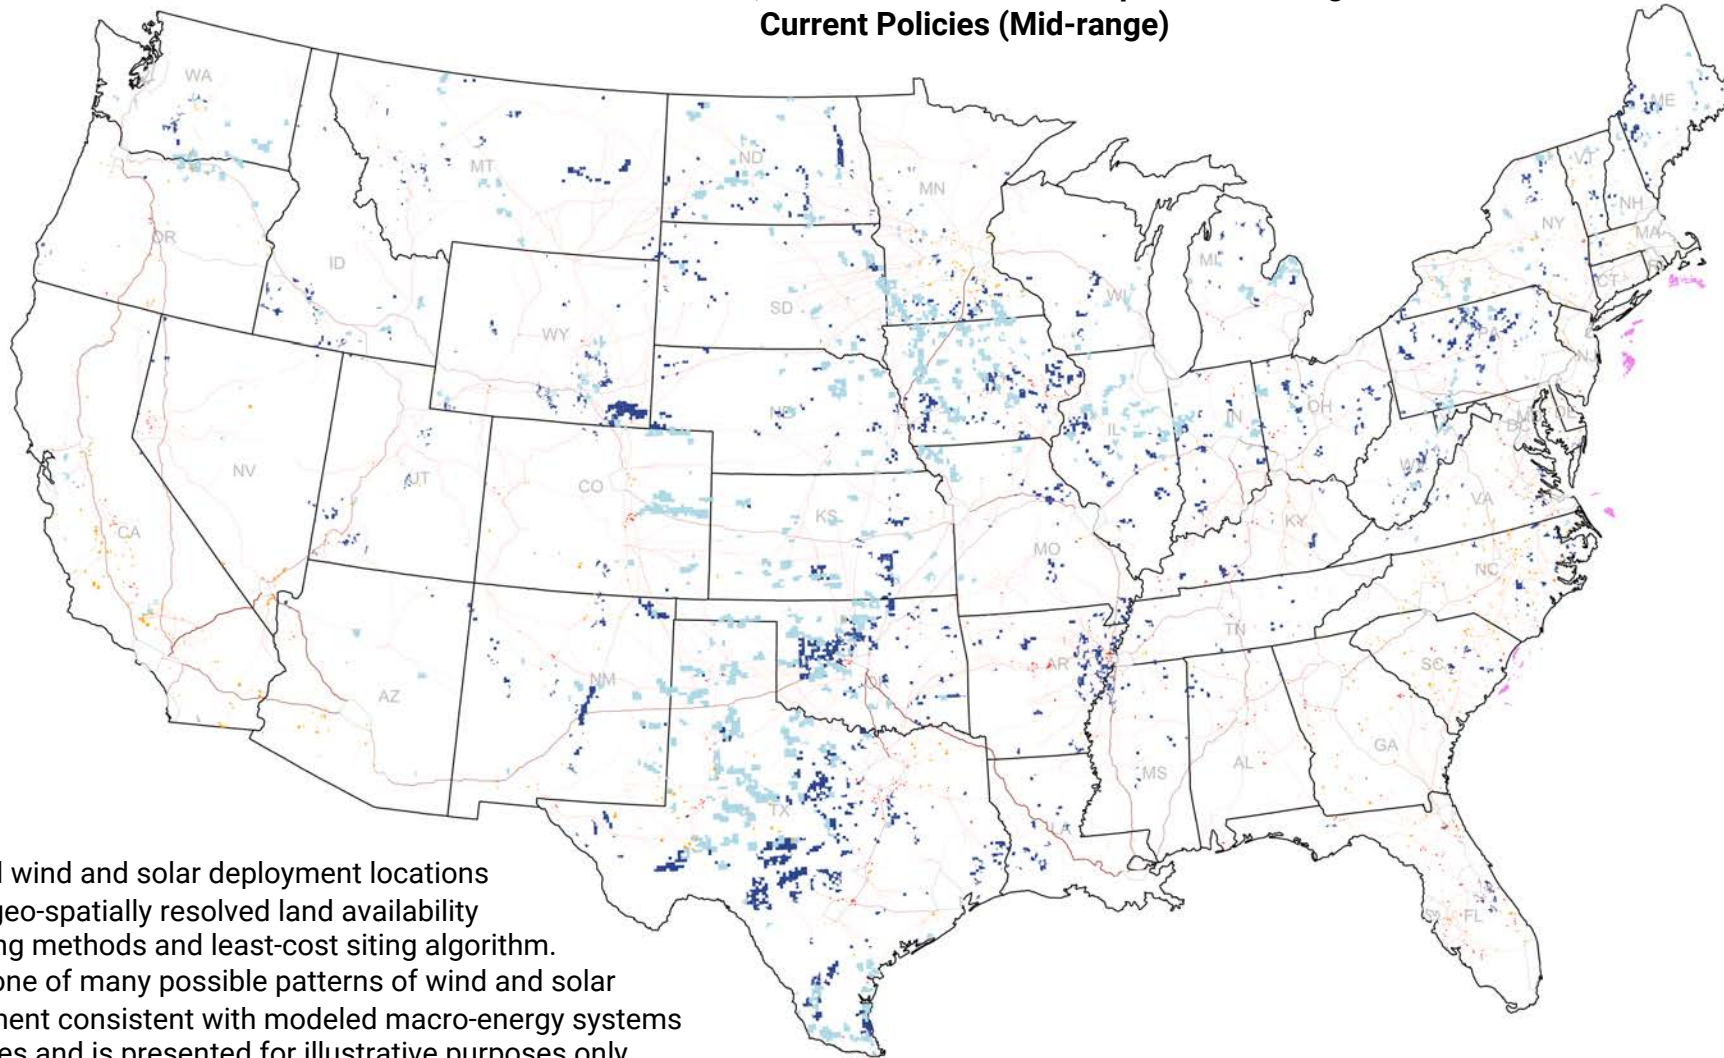 Current Policies (Mid-range)
WA
ME
MT
ND
VT
MN
NH
NY
MA
OR
ID
MI
CT
WI
SD
WY
PA
NJ
NE
OH
IN
IL
NV
UT
CO
WV
VA
KS
CA
MO
KY
NC
TN
AR
SC
NM
AZ
OK
GA
MS
AL
TX
LA
FL
wind and solar deployment locations
geo-spatially resolved land availability
methods and least-cost siting algorithm.
one of many possible patterns of wind and solar
consistent with modeled macro-energy systems
and is presented for illustrative purposes only